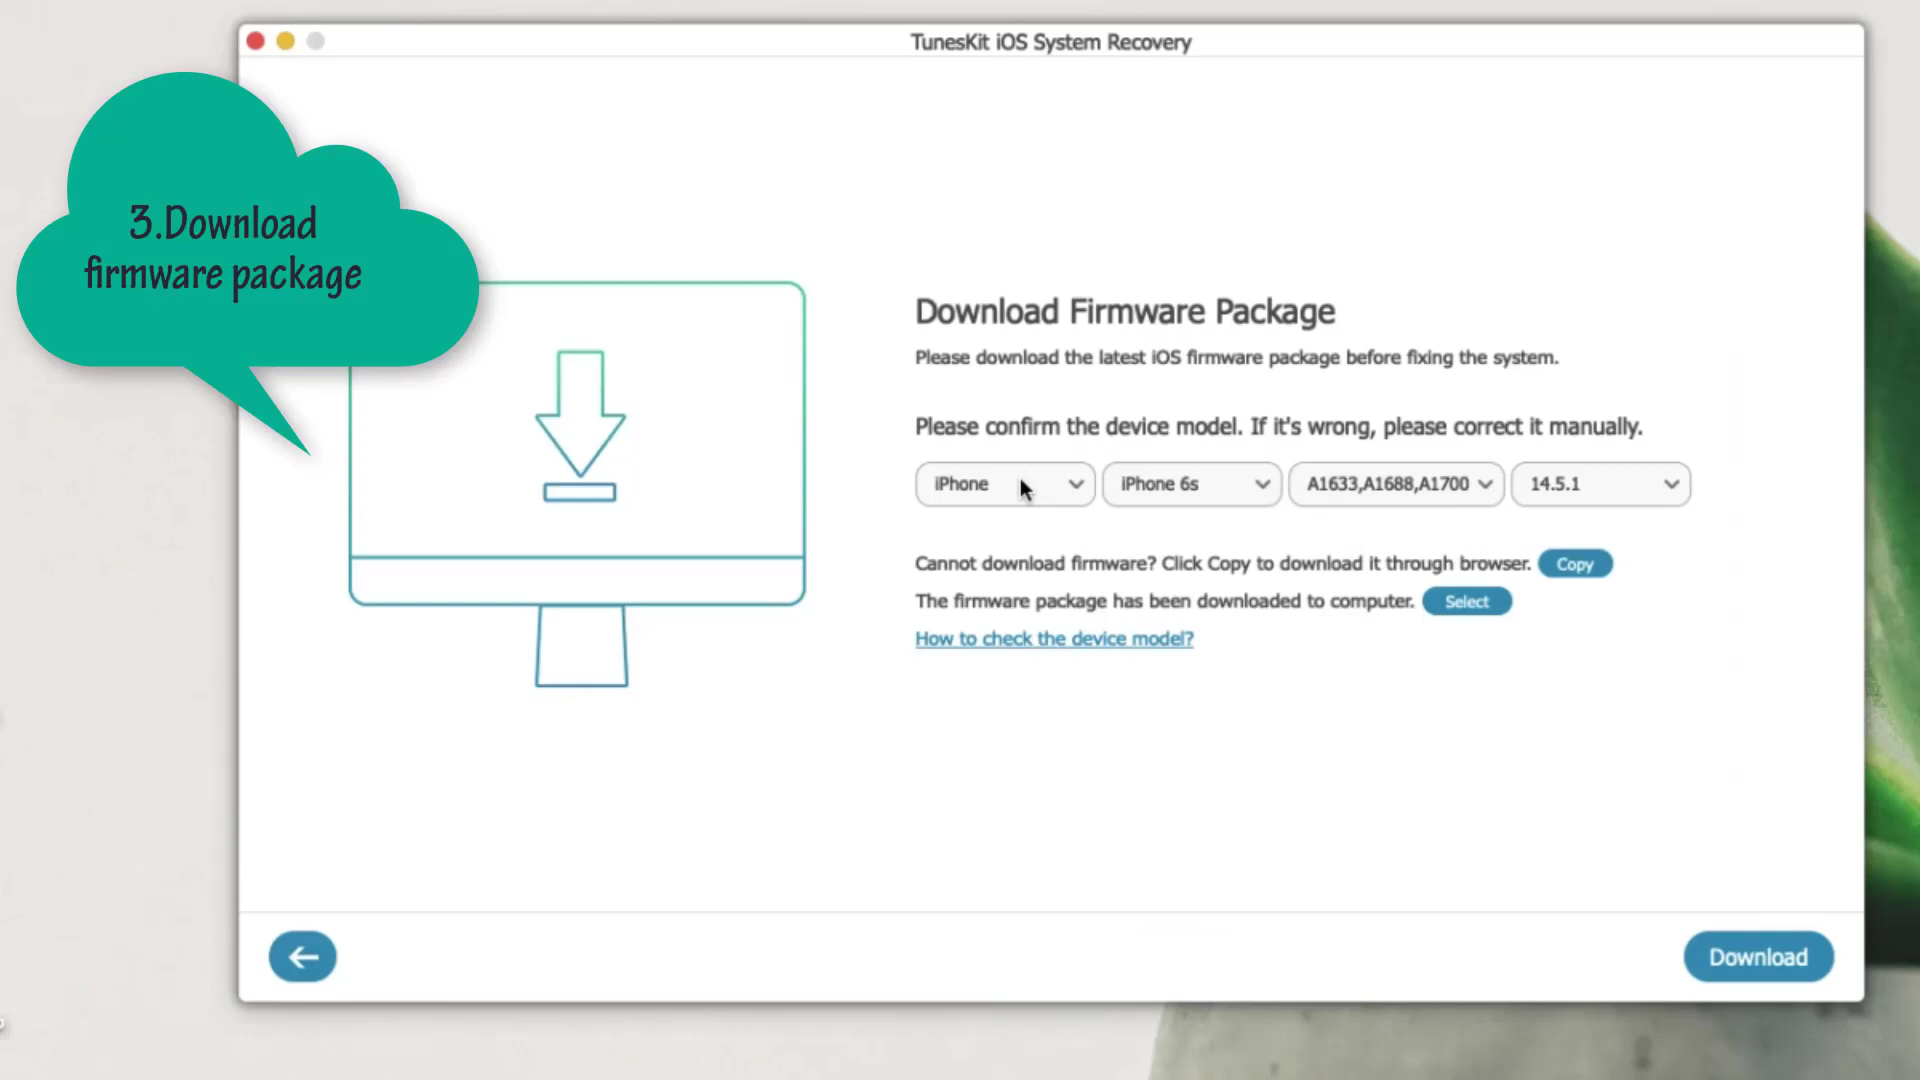 TunesKit iOS System Recovery
3.Download
firmware package
Download Firmware Package
Please download the latest iOS firmware package before fixing the system.
Please confirm the device model. If it's wrong, please correct it manually.
iPhone
iPhone 6s
A1633,A1688,A1700
14.5.1
Cannot download firmware? Click Copy to download it through browser.
Copy
The firmware package has been downloaded to computer.
Select
How to check the device model?
Download